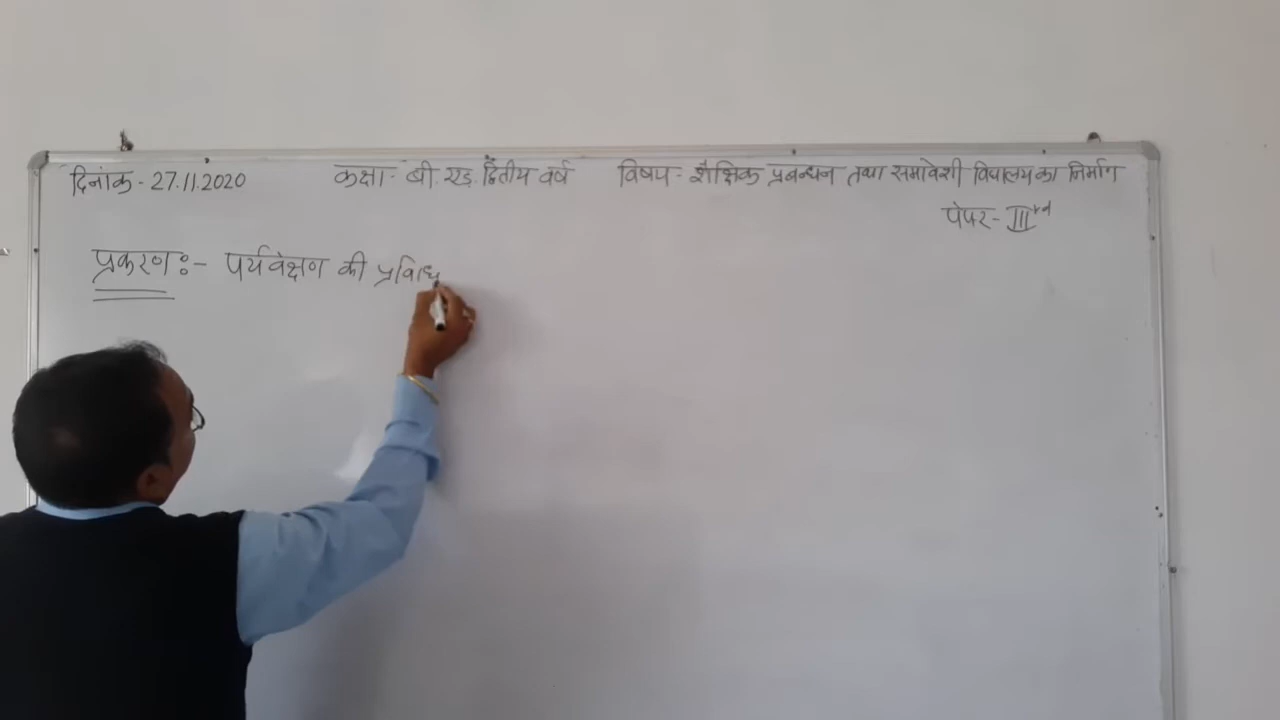 दिनांक - 27.11.2020 कक्षा - बी. एड. द्वितीय वर्ष विषय - शैक्षिक प्रबन्धन तथा समावेशी विद्यालय का निर्माण
पेपर - III rd
प्रकरण :- पर्यवेक्षण की प्रविधि